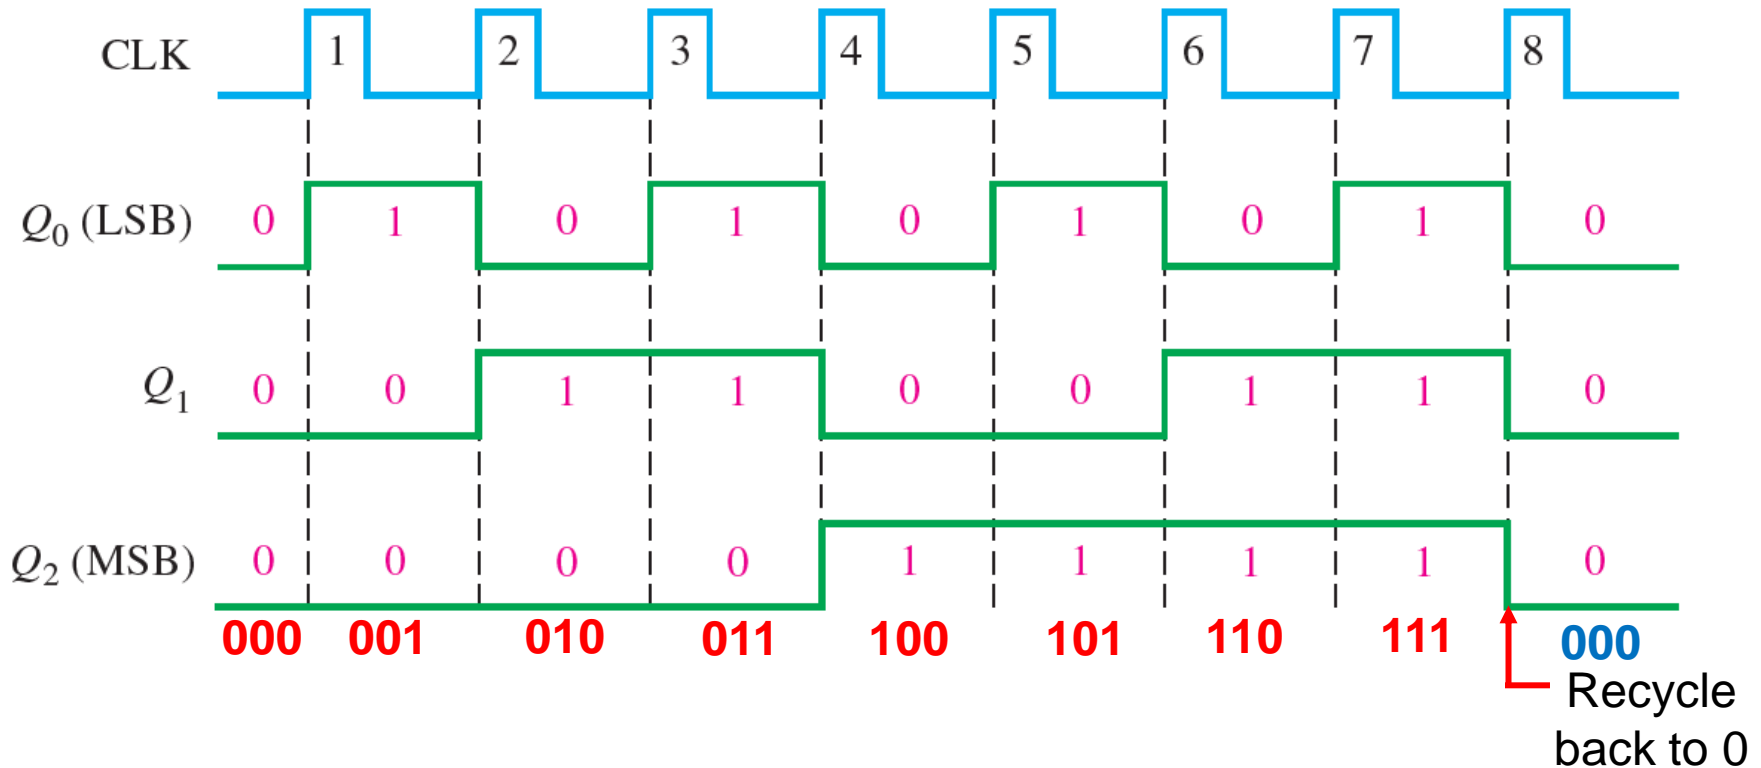 CLK 1 2 3 4 5 6 7 8
Q0 (LSB) 0 1 0 1 0 1 0 1 0
Q1 0 0 1 1 0 0 1 1 0
Q2 (MSB) 0 0 0 0 1 1 1 1 0
000 001 010 011 100 101 110 111 000
Recycle
back to 0